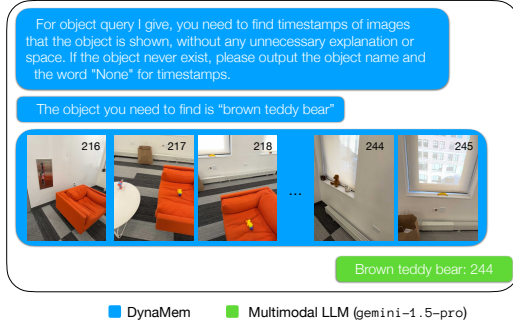 For object query I give, you need to find timestamps of images
that the object is shown, without any unnecessary explanation or
space. If the object never exist, please output the object name and
the word "None" for timestamps.
The object you need to find is “brown teddy bear”
216
217
218
...
244
245
Brown teddy bear: 244
DynaMem
Multimodal LLM (gemini-1.5-pro)